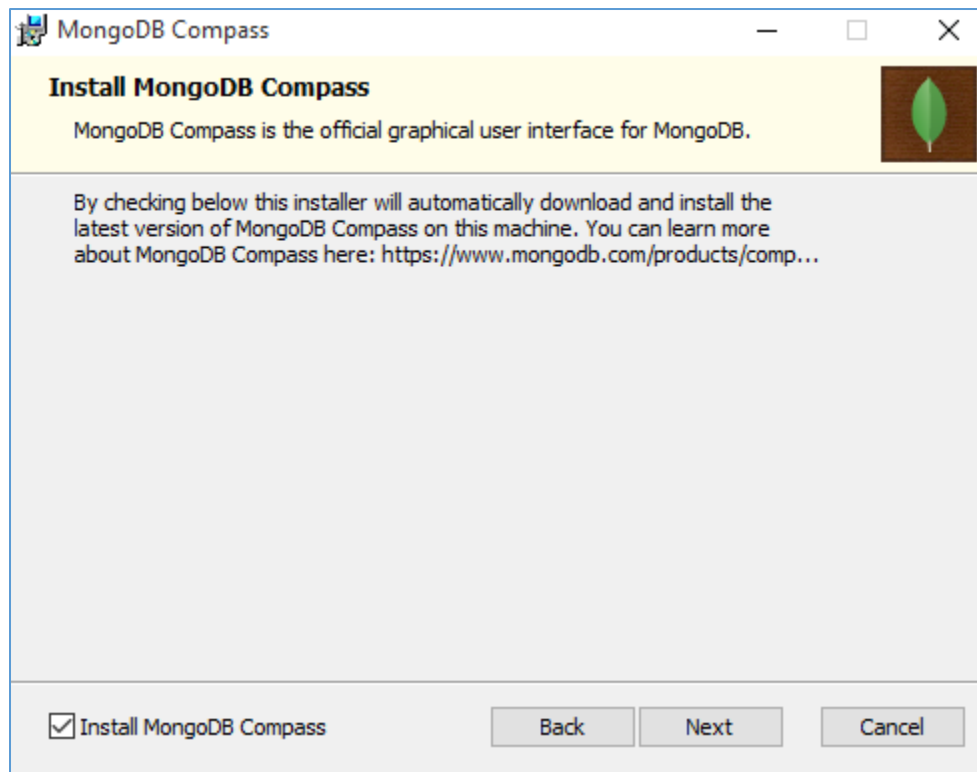 MongoDB Compass
Install MongoDB Compass
MongoDB Compass is the official graphical user interface for MongoDB.
By checking below this installer will automatically download and install the
latest version of MongoDB Compass on this machine. You can learn more
about MongoDB Compass here: https://www.mongodb.com/products/comp...
Install MongoDB Compass
Back
Next
Cancel